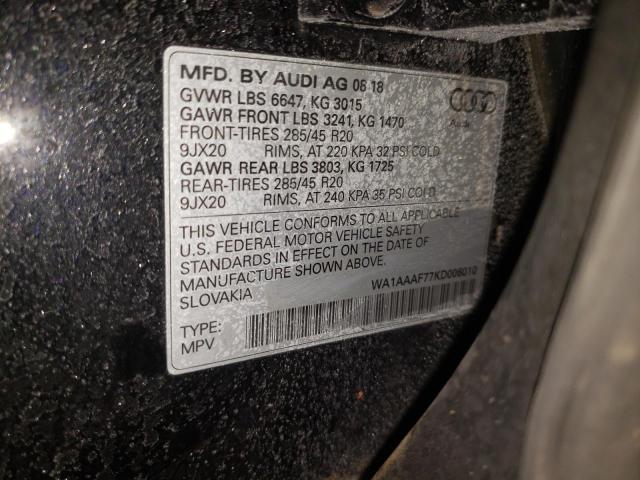 MFD. BY AUDI AG 08 18
GVWR LBS 6647, KG 3015
GAWR FRONT LBS 3241, KG 1470
FRONT-TIRES 285/45 R20
9JX20 RIMS, AT 220 KPA 32 PSI COLD
GAWR REAR LBS 3803, KG 1725
REAR-TIRES 285/45 R20
9JX20 RIMS, AT 240 KPA 35 PSI COLD
Audi
THIS VEHICLE CONFORMS TO ALL APPLICABLE
U.S. FEDERAL MOTOR VEHICLE SAFETY
STANDARDS IN EFFECT ON THE DATE OF
MANUFACTURE SHOWN ABOVE.
SLOVAKIA
WA1AAAF77KD006010
TYPE:
MPV